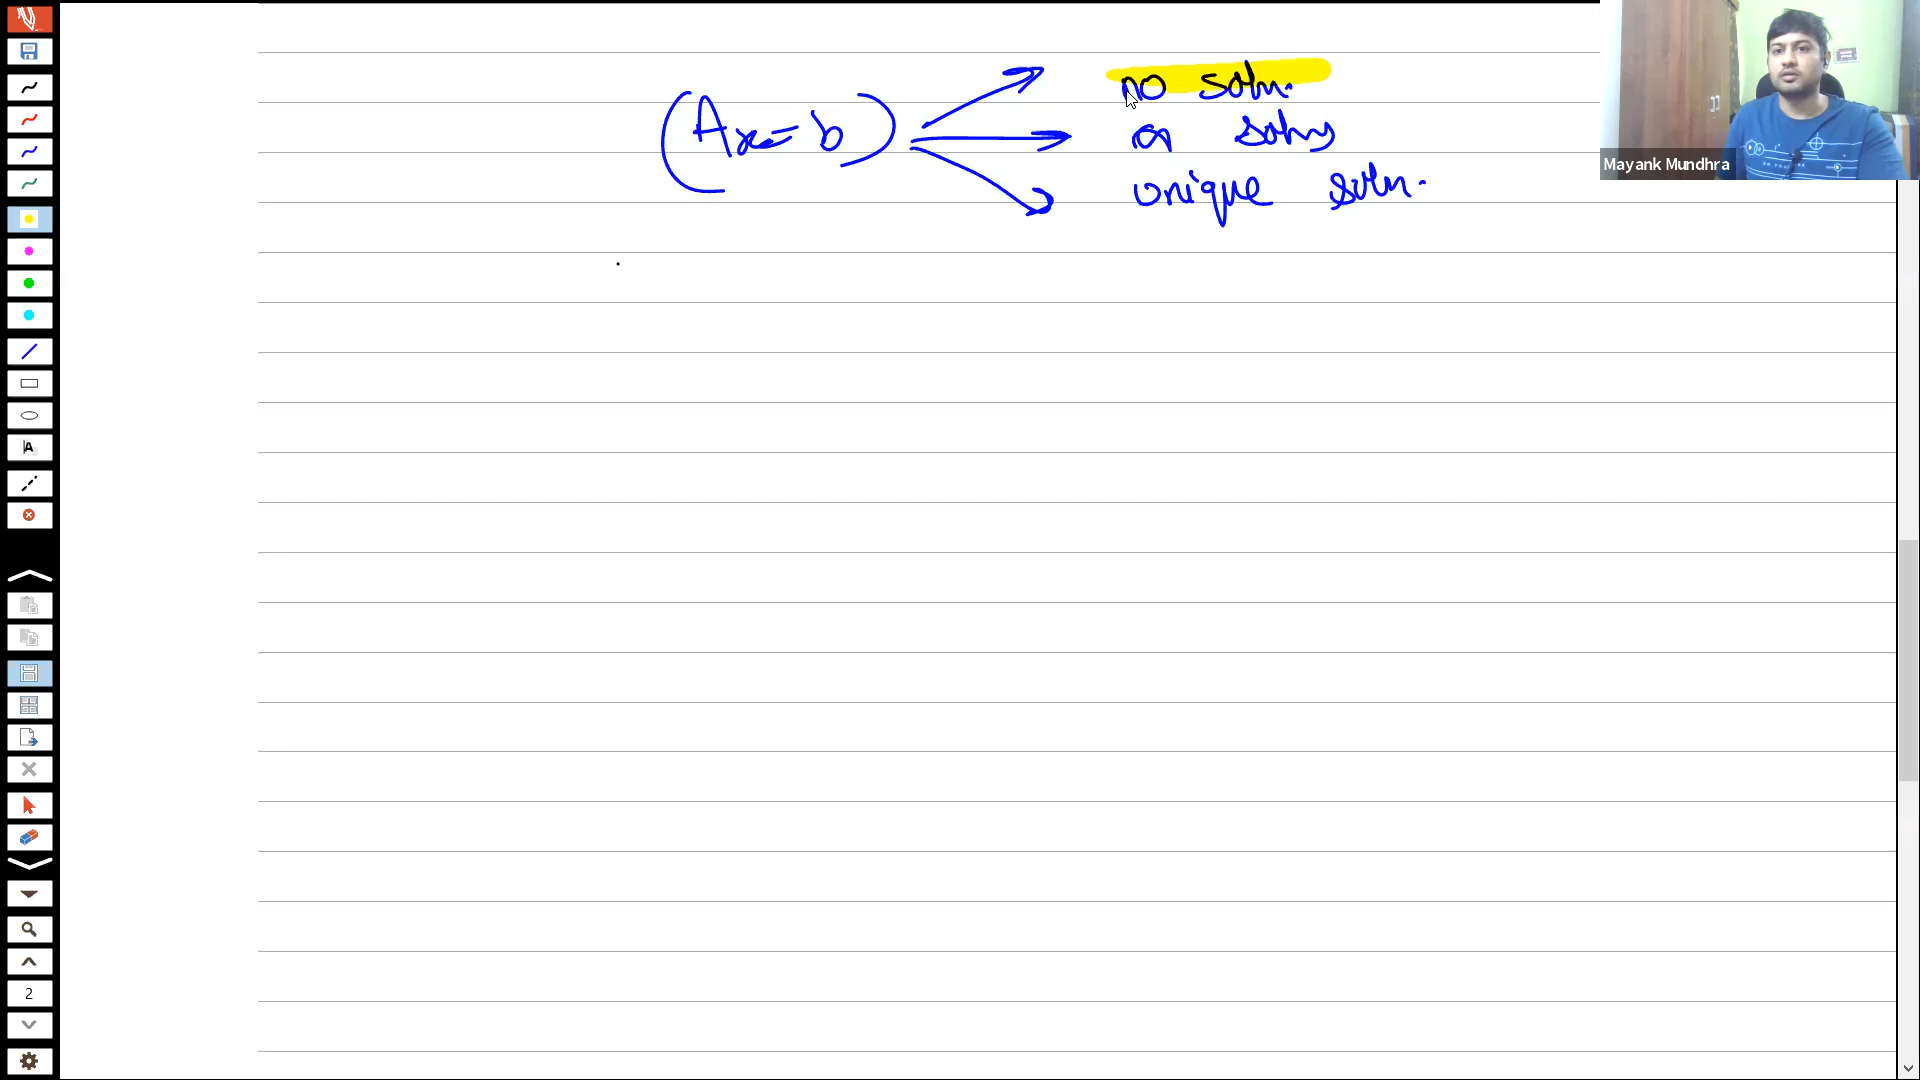 no soln.
(Ax = b)
∞ solns
unique soln.
Mayank Mundhra
A
2